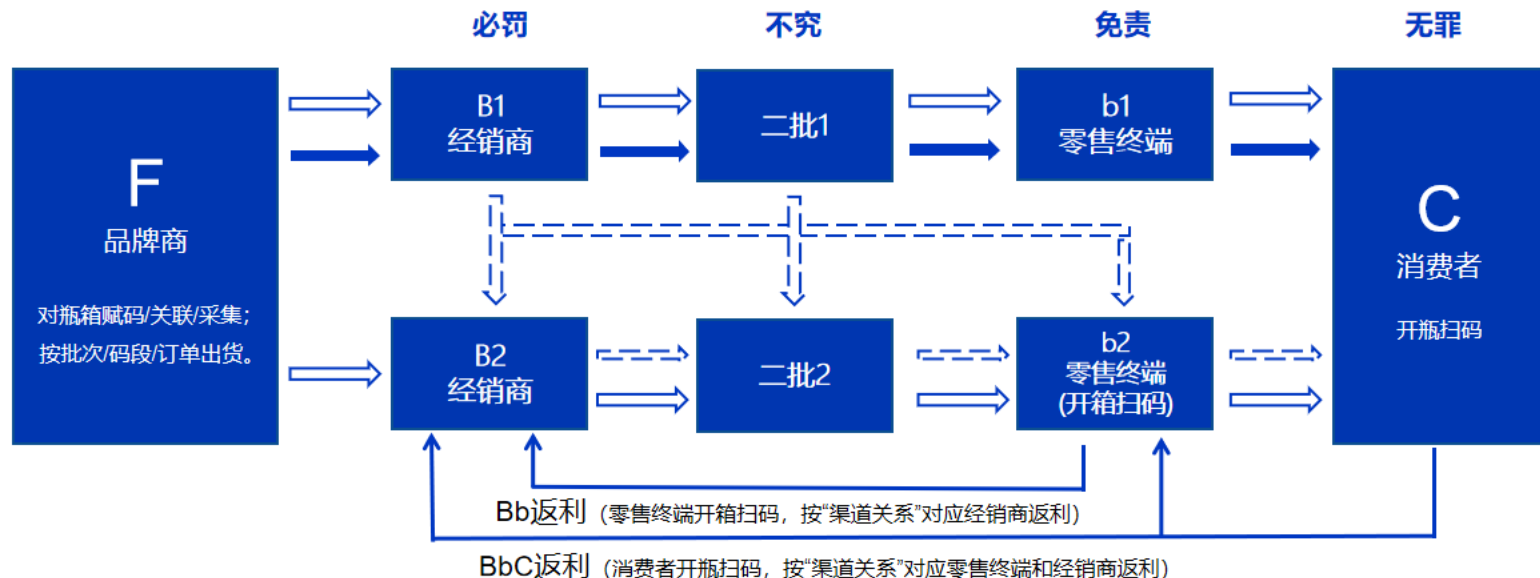 必罚
不究
免责
无罪
F
品牌商
对瓶箱赋码/关联/采集;
按批次/码段/订单出货。
B1
经销商
二批1
b1
零售终端
C
消费者
开瓶扫码
B2
经销商
二批2
b2
零售终端
(开箱扫码)
Bb返利（零售终端开箱扫码，按“渠道关系”对应经销商返利）
BbC返利（消费者开瓶扫码，按“渠道关系”对应零售终端和经销商返利）